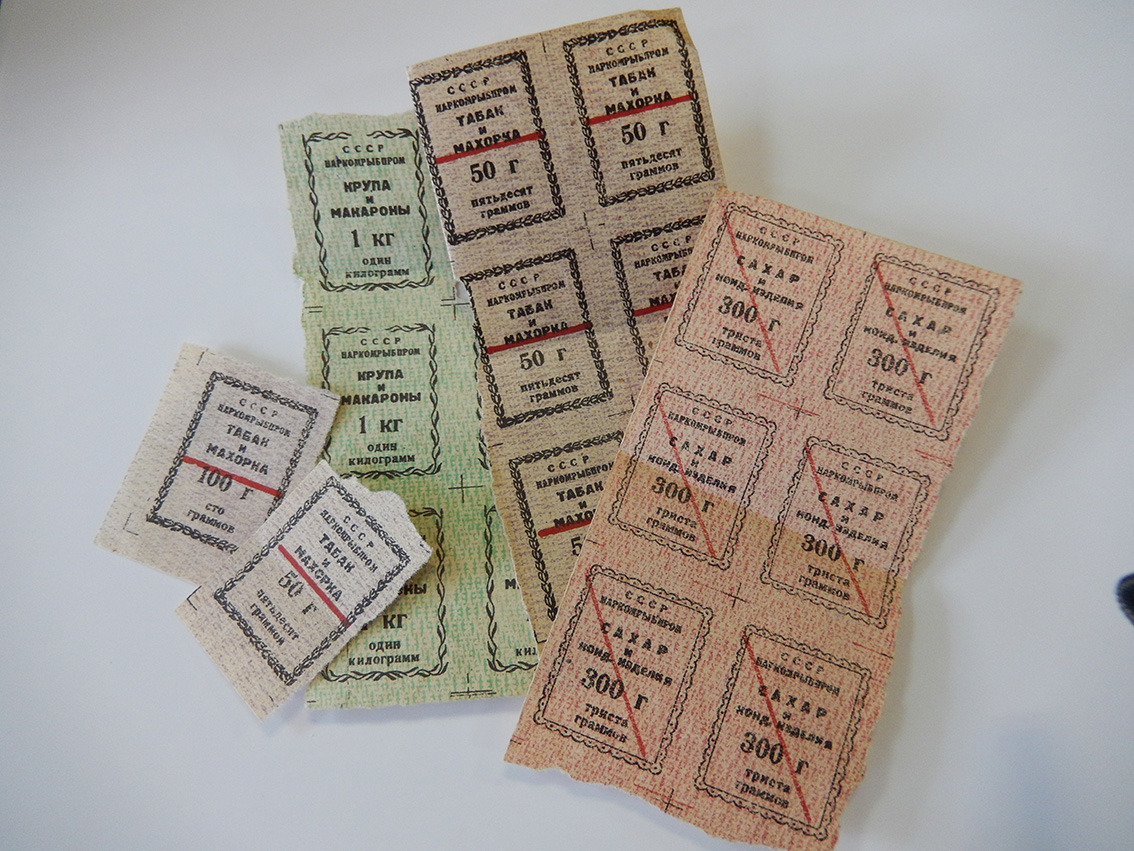 СССР
НАРКОМРЫБПРОМ
КРУПА
и
МАКАРОНЫ
1 кг
один
килограмм
СССР
НАРКОМРЫБПРОМ
КРУПА
и
МАКАРОНЫ
1 кг
один
килограмм
кг
один
килограмм
СССР
НАРКОМРЫБПРОМ
ТАБАК
и
МАХОРКА
50 г
пятьдесят
граммов
СССР
НАРКОМРЫБПРОМ
ТАБАК
и
МАХОРКА
50 г
пятьдесят
граммов
СССР
НАРКОМРЫБПРОМ
ТАБАК
и
МАХОРКА
50 г
пятьдесят
граммов
СССР
СССР
НАРКОМРЫБПРОМ
ТАБАК
и
СССР
НАРКОМРЫБПРОМ
ТАБАК
и
МАХОРКА
100 г
сто
граммов
СССР
НАРКОМРЫБПРОМ
ТАБАК
и
МАХОРКА
50 г
пятьдесят
граммов
СССР
НАРКОМРЫБПРОМ
САХАР
и
КОНД-ИЗДЕЛИЯ
300 г
триста
граммов
СССР
НАРКОМРЫБПРОМ
САХАР
и
КОНД-ИЗДЕЛИЯ
300 г
триста
граммов
СССР
НАРКОМРЫБПРОМ
САХАР
и
КОНД-ИЗДЕЛИЯ
300 г
триста
граммов
СССР
НАРКОМРЫБПРОМ
САХАР
и
КОНД-ИЗДЕЛИЯ
300 г
триста
граммов
СССР
НАРКОМРЫБПРОМ
САХАР
и
КОНД-ИЗДЕЛИЯ
300 г
триста
граммов
СССР
НАРКОМРЫБПРОМ
САХАР
и
КОНД-ИЗДЕЛИЯ
300 г
триста
граммов